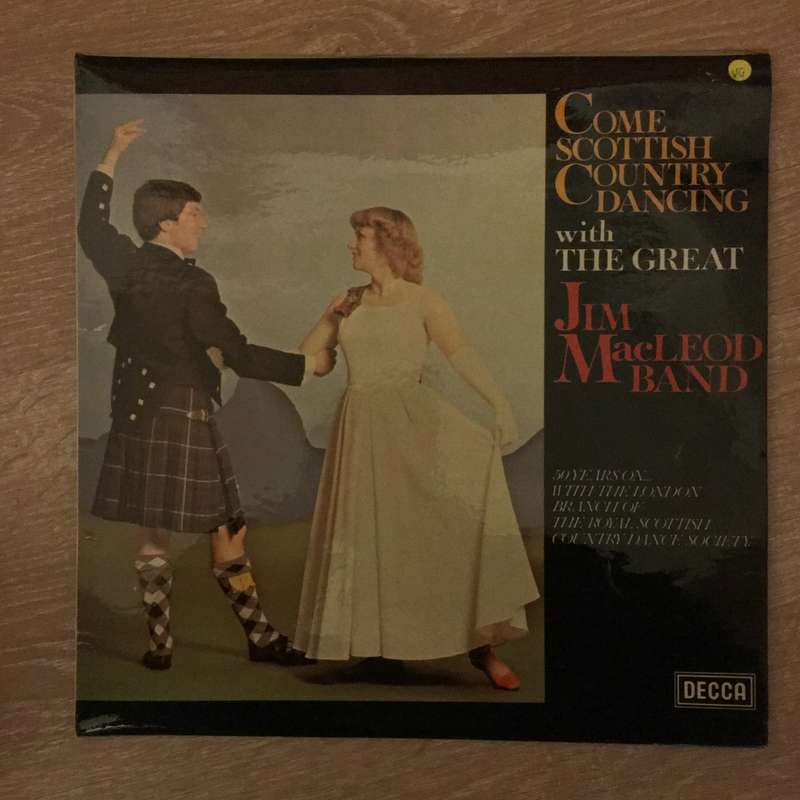 VG
COME
SCOTTISH
COUNTRY
DANCING
with
THE GREAT
JIM
MacLEOD
BAND
50 YEARS ON...
WITH THE LONDON
BRANCH OF
THE ROYAL SCOTTISH
COUNTRY DANCE SOCIETY
DECCA